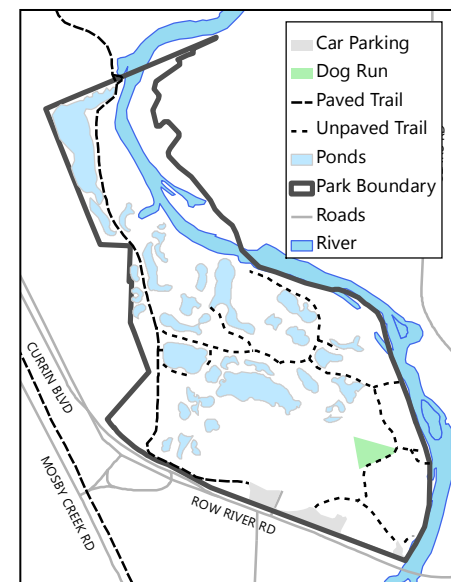 Car Parking
Dog Run
Paved Trail
Unpaved Trail
Ponds
Park Boundary
Roads
River
CURRIN BLVD
MOSBY CREEK RD
ROW RIVER RD
RD